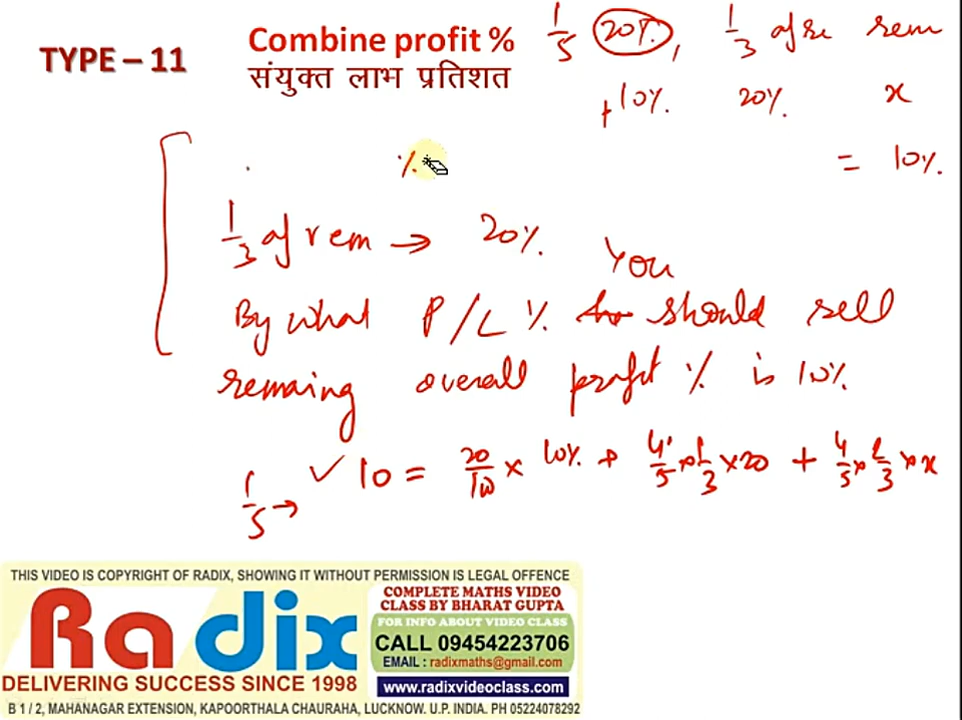 TYPE – 11
Combine profit %
संयुक्त लाभ प्रतिशत
1/5 20%, 1/3 of re rem
+10% 20% x
= 10%
%
1/3 of rem → 20%
You
By what P/L % should sell
remaining overall profit % is 10%
1/5 → ✓ 10 = 20/100 × 10% + 4/5 × 1/3 × 20 + 4/5 × 2/3 × x
THIS VIDEO IS COPYRIGHT OF RADIX, SHOWING IT WITHOUT PERMISSION IS LEGAL OFFENCE
Radix
DELIVERING SUCCESS SINCE 1998
COMPLETE MATHS VIDEO
CLASS BY BHARAT GUPTA
FOR INFO ABOUT VIDEO CLASS
CALL 09454223706
EMAIL : radixmaths@gmail.com
www.radixvideoclass.com
B 1 / 2, MAHANAGAR EXTENSION, KAPOORTHALA CHAURAHA, LUCKNOW. U.P. INDIA. PH 05224078292